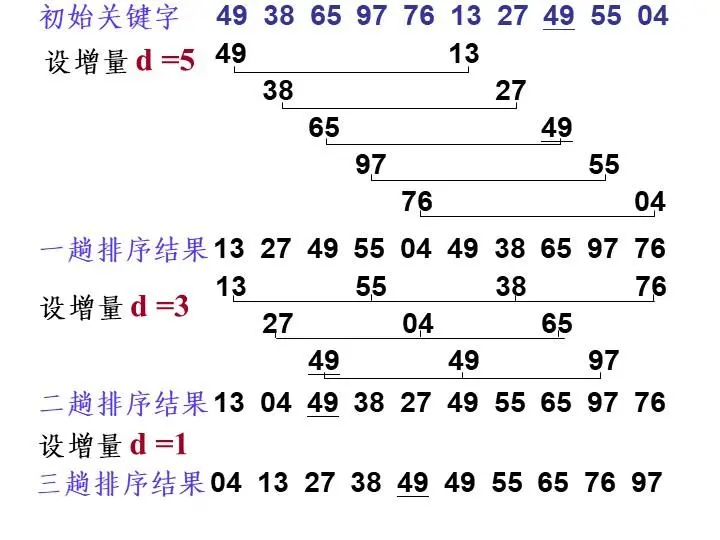 初始关键字 49 38 65 97 76 13 27 49 55 04
设增量 d =5 49 13
38 27
65 49
97 55
76 04
一趟排序结果 13 27 49 55 04 49 38 65 97 76
设增量 d =3 13 55 38 76
27 04 65
49 49 97
二趟排序结果 13 04 49 38 27 49 55 65 97 76
设增量 d =1
三趟排序结果 04 13 27 38 49 49 55 65 76 97